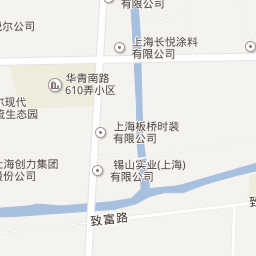 有限公司
悦尔公司
上海长悦涂料
有限公司
华青南路
610弄小区
尔现代
流生态园
上海板桥时装
有限公司
上海创力集团
股份公司
锡山实业(上海)
有限公司
致富路